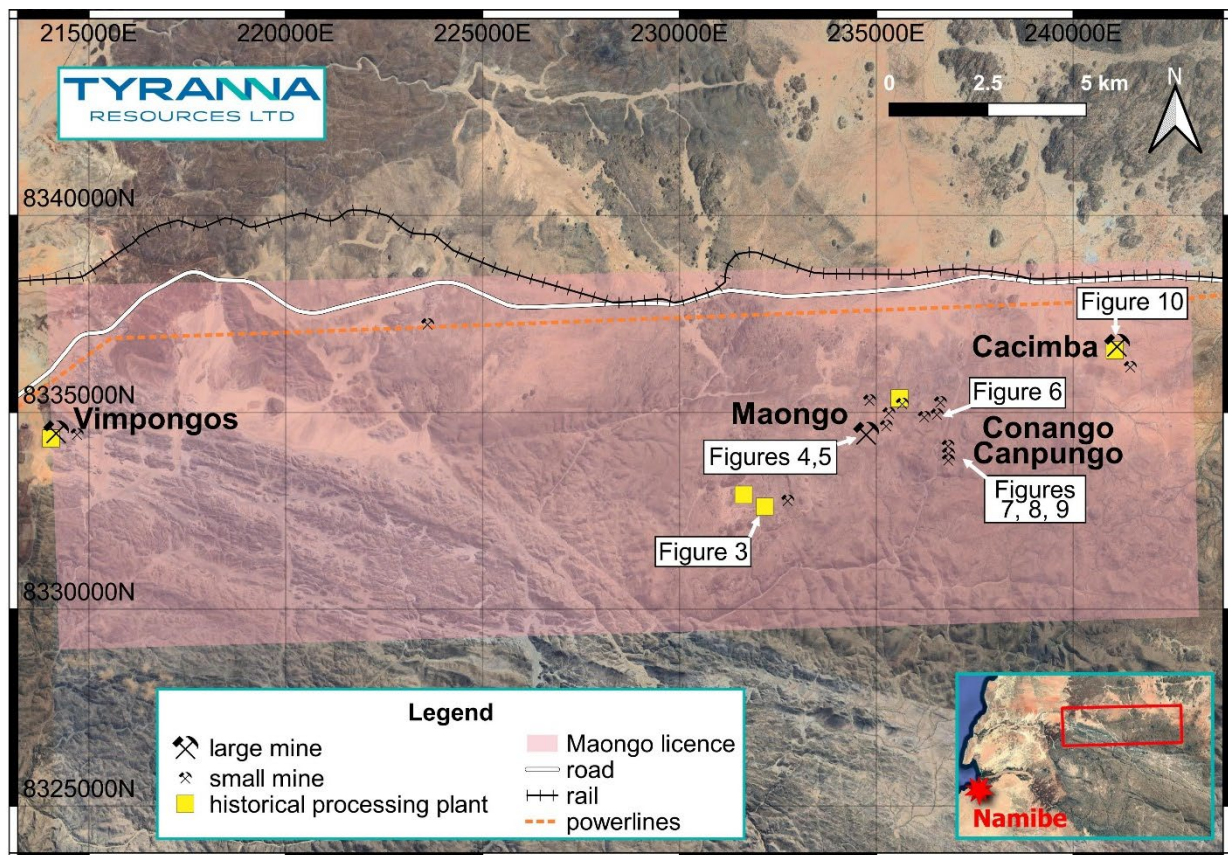 215000E
220000E
225000E
230000E
235000E
240000E
TYRANNA
RESOURCES LTD
0 2.5 5 km
N
8340000N
Figure 10
Cacimba
8335000N
Vimpongos
Maongo
Figure 6
Figures 4,5
Conango
Canpungo
Figures
7, 8, 9
Figure 3
8330000N
Legend
large mine
small mine
historical processing plant
Maongo licence
road
rail
powerlines
8325000N
Namibe